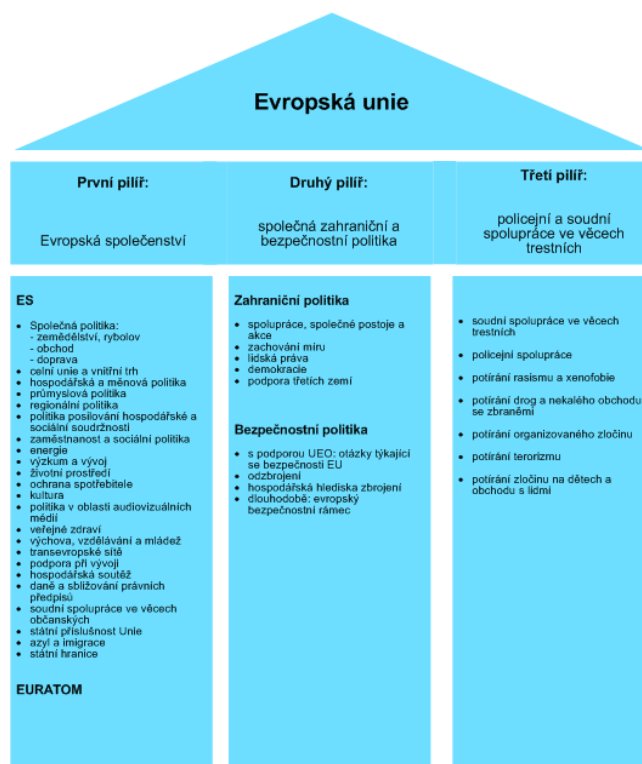 Evropská unie
První pilíř:
Evropská společenství
Druhý pilíř:
společná zahraniční a
bezpečnostní politika
Třetí pilíř:
policejní a soudní
spolupráce ve věcech
trestních
ES
• Společná politika:
- zemědělství, rybolov
- obchod
- doprava
• celní unie a vnitřní trh
• hospodářská a měnová politika
• průmyslová politika
• regionální politika
• politika posilování hospodářské a
sociální soudržnosti
• zaměstnanost a sociální politika
• energie
• výzkum a vývoj
• životní prostředí
• ochrana spotřebitele
• kultura
• politika v oblasti audiovizuálních
médií
• veřejné zdraví
• výchova, vzdělávání a mládež
• transevropské sítě
• podpora při vývoji
• hospodářská soutěž
• daně a sbližování právních
předpisů
• soudní spolupráce ve věcech
občanských
• státní příslušnost Unie
• azyl a imigrace
• státní hranice
EURATOM
Zahraniční politika
• spolupráce, společné postoje a
akce
• zachování míru
• lidská práva
• demokracie
• podpora třetích zemí
Bezpečnostní politika
• s podporou UEO: otázky týkající
se bezpečnosti EU
• odzbrojení
• hospodářská hlediska zbrojení
• dlouhodobě: evropský
bezpečnostní rámec
• soudní spolupráce ve věcech
trestních
• policejní spolupráce
• potírání rasismu a xenofobie
• potírání drog a nekalého obchodu
se zbraněmi
• potírání organizovaného zločinu
• potírání terorizmu
• potírání zločinu na dětech a
obchodu s lidmi